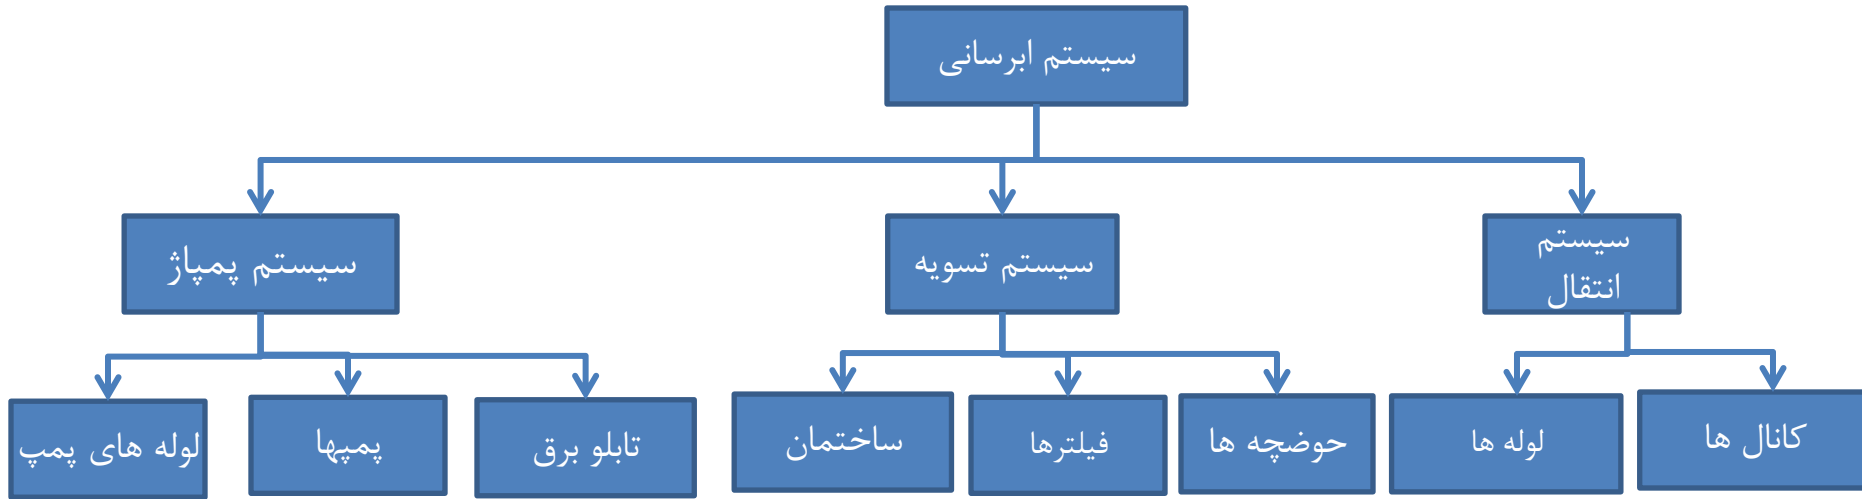 سیستم ابرسانی
سیستم
انتقال
سیستم تسویه
سیستم پمپاژ
کانال ها
لوله ها
حوضچه ها
فیلترها
ساختمان
تابلو برق
پمپها
لوله های پمپ